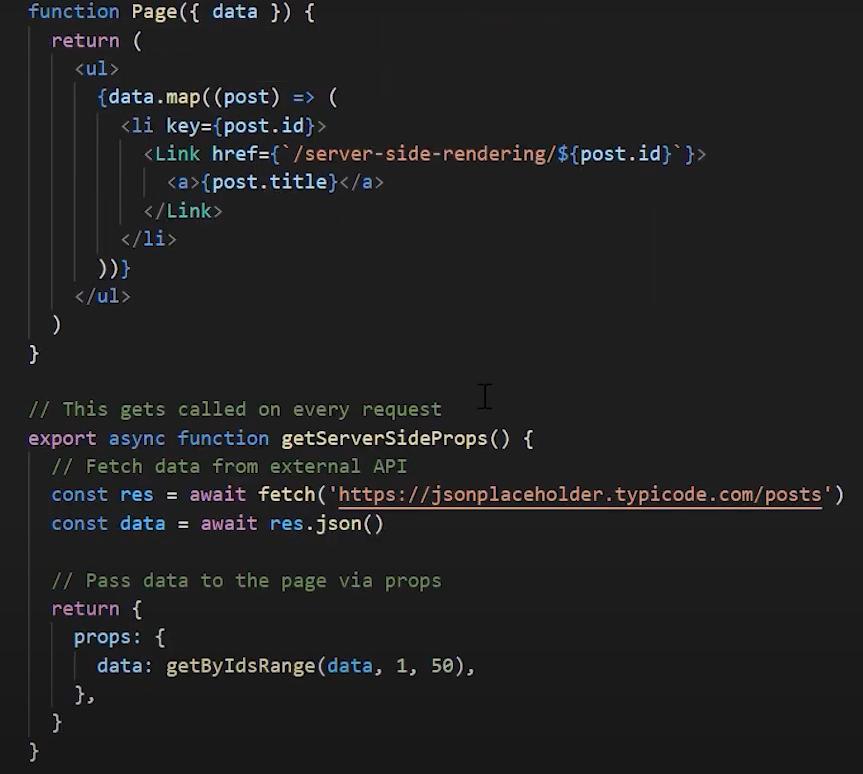 function Page({ data }) {
return (
<ul>
{data.map((post) => (
<li key={post.id}>
<Link href={`/server-side-rendering/${post.id}`}>
<a>{post.title}</a>
</Link>
</li>
))}
</ul>
)
}
// This gets called on every request
export async function getServerSideProps() {
// Fetch data from external API
const res = await fetch('https://jsonplaceholder.typicode.com/posts')
const data = await res.json()
// Pass data to the page via props
return {
props: {
data: getByIdsRange(data, 1, 50),
},
}
}